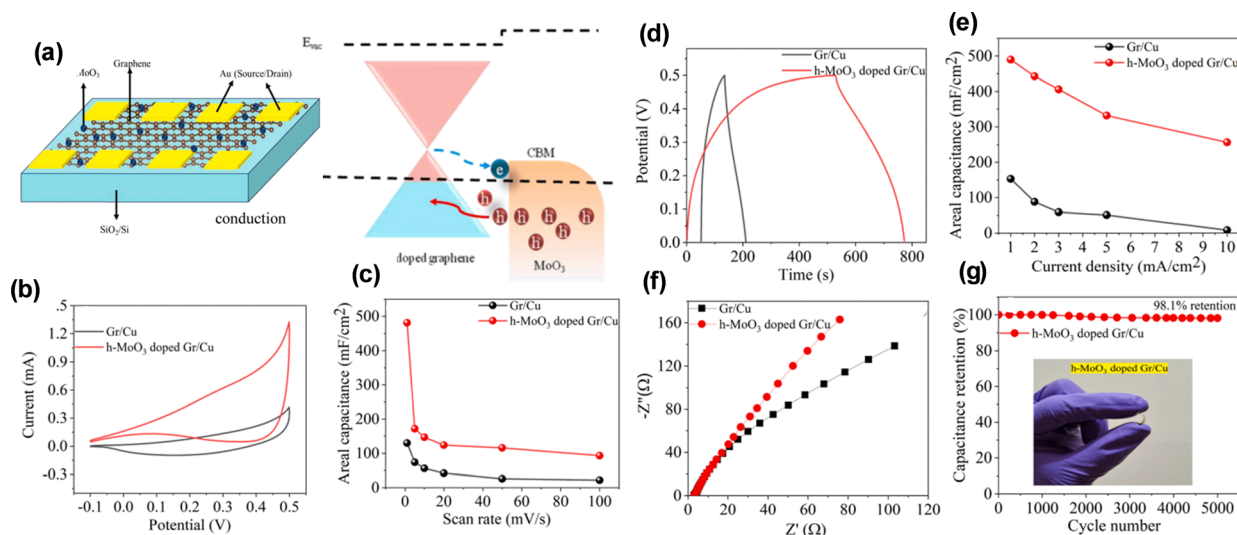 (a)
MoO3
Graphene
Au (Source/Drain)
SiO2/Si
conduction
Evac
CBM
e
h
h
h h h h
h h
h
doped graphene
MoO3
(b)
.5
1.2
0.9
0.6
0.3
0.0
-0.3
Current (mA)
Gr/Cu
h-MoO3 doped Gr/Cu
-0.1 0.0 0.1 0.2 0.3 0.4 0.5
Potential (V)
(c)
500
400
300
200
100
0
Areal capacitance (mF/cm2)
Gr/Cu
h-MoO3 doped Gr/Cu
0 20 40 60 80 100
Scan rate (mV/s)
(d)
0.5
0.4
0.3
0.2
0.1
0.0
Potential (V)
Gr/Cu
h-MoO3 doped Gr/Cu
0 200 400 600 800
Time (s)
(e)
500
400
300
200
100
0
Areal capacitance (mF/cm2)
Gr/Cu
h-MoO3 doped Gr/Cu
1 2 3 4 5 6 7 8 9 10
Current density (mA/cm2)
(f)
160
120
80
40
0
-Z"(Ω)
Gr/Cu
h-MoO3 doped Gr/Cu
0 20 40 60 80 100
Z' (Ω)
(g)
100
80
60
40
20
0
Capacitance retention (%)
98.1% retention
h-MoO3 doped Gr/Cu
h-MoO3 doped Gr/Cu
0 1000 2000 3000 4000 5000
Cycle number